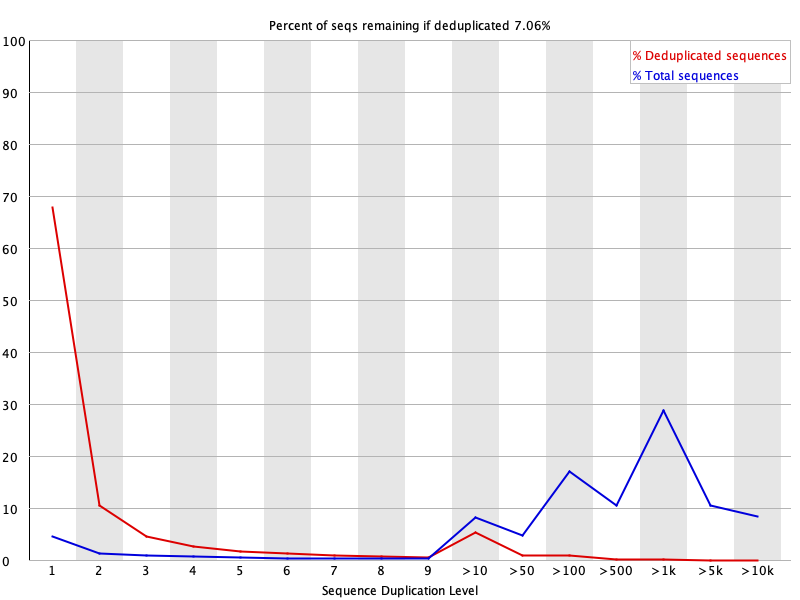 Percent of seqs remaining if deduplicated 7.06%
% Deduplicated sequences
% Total sequences
100
90
80
70
60
50
40
30
20
10
0
1 2 3 4 5 6 7 8 9 >10 >50 >100 >500 >1k >5k >10k
Sequence Duplication Level